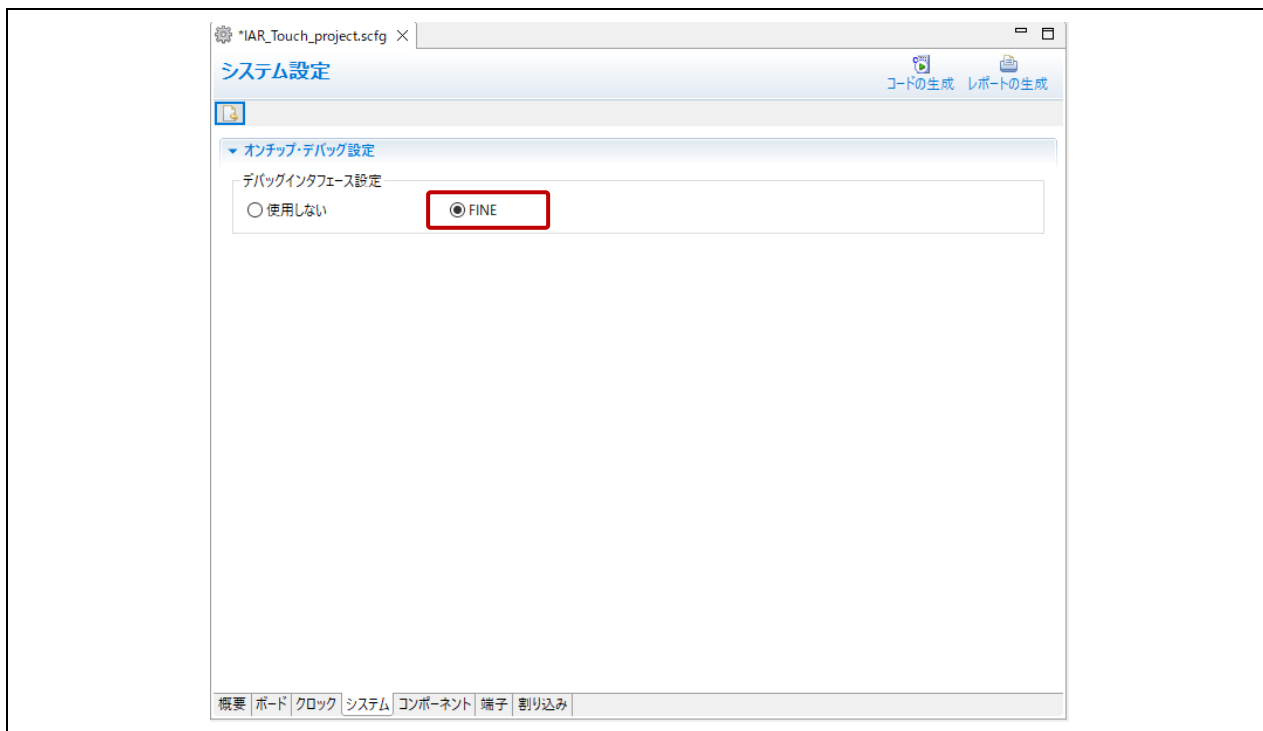 *IAR_Touch_project.scfg
システム設定
コードの生成 レポートの生成
オンチップ・デバッグ設定
デバッグインタフェース設定
使用しない FINE
概要 ボード クロック システム コンポーネント 端子 割り込み